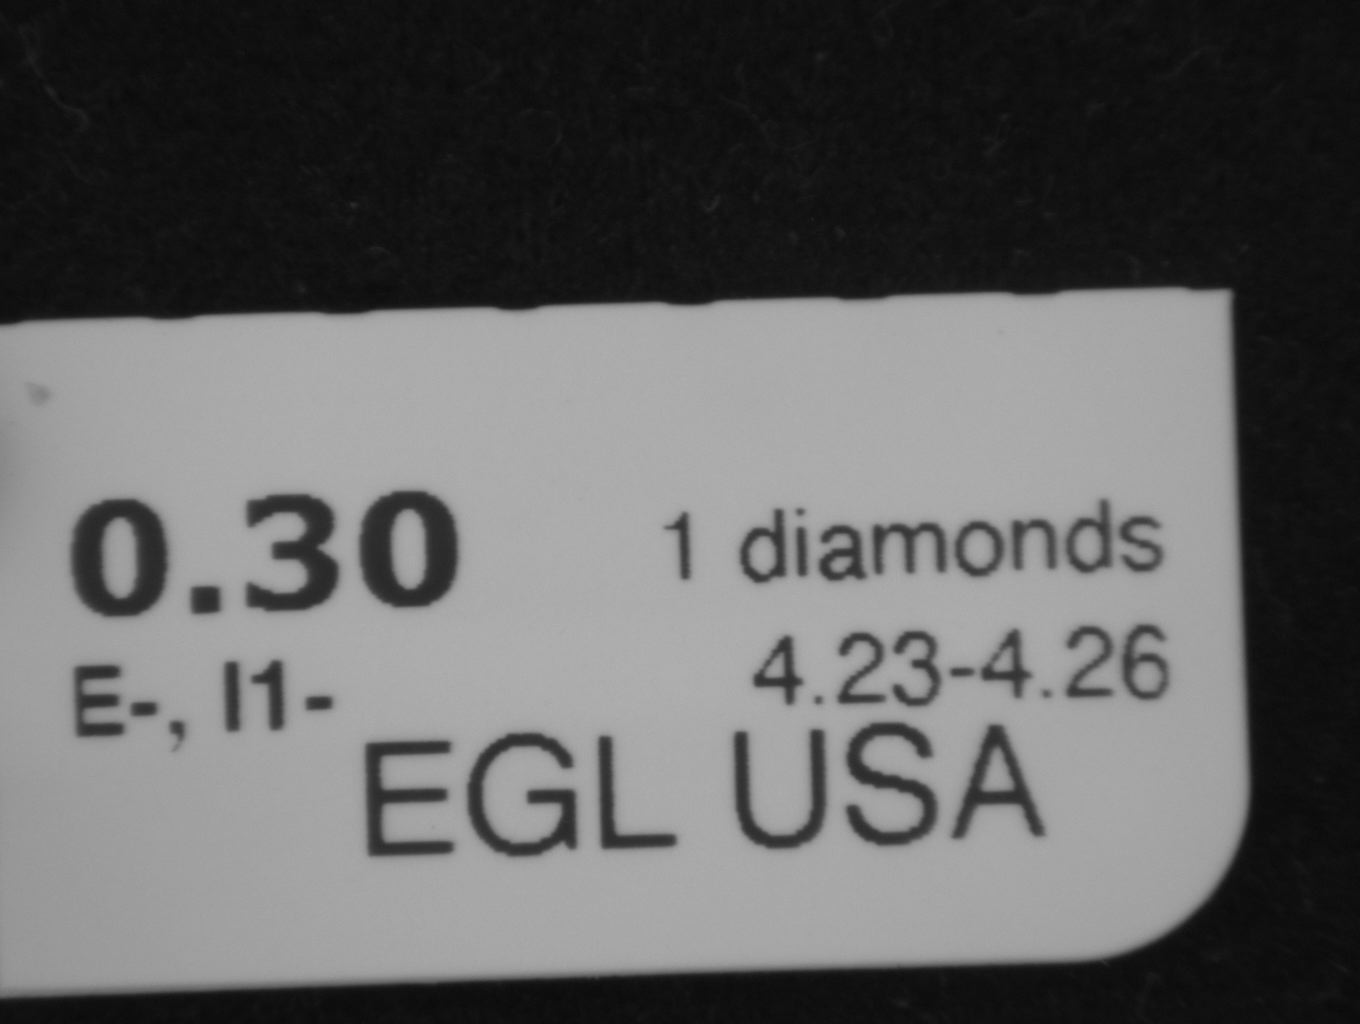 0.30 1 diamonds
E-, I1- 4.23-4.26
EGL USA